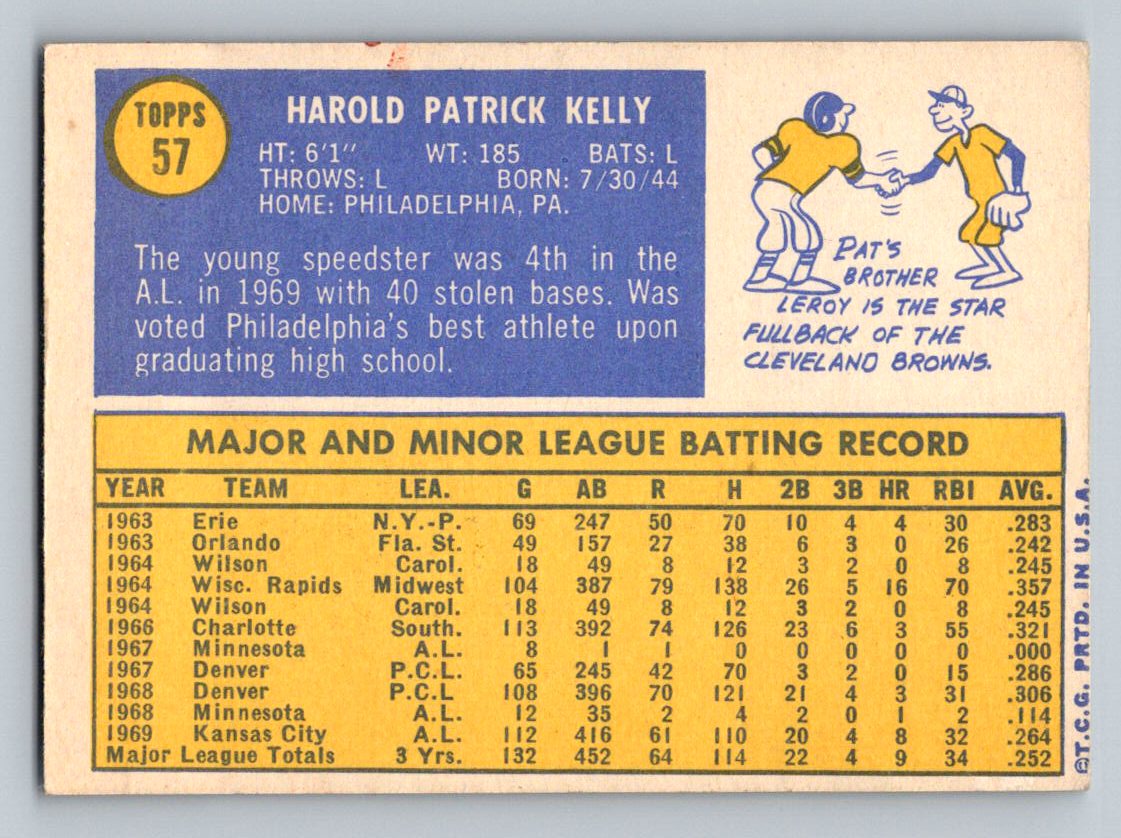 TOPPS
57
HAROLD PATRICK KELLY
HT: 6'1" WT: 185 BATS: L
THROWS: L BORN: 7/30/44
HOME: PHILADELPHIA, PA.
The young speedster was 4th in the
A.L. in 1969 with 40 stolen bases. Was
voted Philadelphia's best athlete upon
graduating high school.
PAT'S
BROTHER
LEROY IS THE STAR
FULLBACK OF THE
CLEVELAND BROWNS.
MAJOR AND MINOR LEAGUE BATTING RECORD
YEAR TEAM LEA. G AB R H 2B 3B HR RBI AVG.
1963 Erie N.Y.-P. 69 247 50 70 10 4 4 30 .283
1963 Orlando Fla. St. 49 157 27 38 6 3 0 26 .242
1964 Wilson Carol. 18 49 8 12 3 2 0 8 .245
1964 Wisc. Rapids Midwest 104 387 79 138 26 5 16 70 .357
1964 Wilson Carol. 18 49 8 12 3 2 0 8 .245
1966 Charlotte South. 113 392 74 126 23 6 3 55 .321
1967 Minnesota A.L. 8 1 1 0 0 0 0 0 .000
1967 Denver P.C.L. 65 245 42 70 3 2 0 15 .286
1968 Denver P.C.L 108 396 70 121 21 4 3 31 .306
1968 Minnesota A.L. 12 35 2 4 2 0 1 2 .114
1969 Kansas City A.L. 112 416 61 110 20 4 8 32 .264
Major League Totals 3 Yrs. 132 452 64 114 22 4 9 34 .252
©T.C.G. PRTD. IN U.S.A.